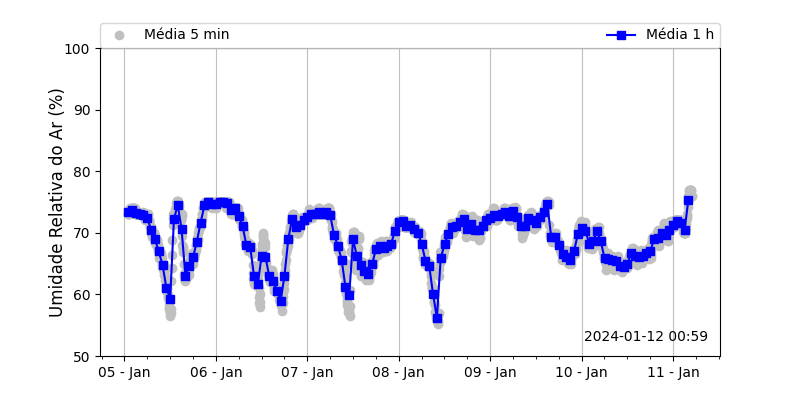 Média 5 min
Média 1 h
Umidade Relativa do Ar (%)
100
90
80
70
60
50
2024-01-12 00:59
05 - Jan
06 - Jan
07 - Jan
08 - Jan
09 - Jan
10 - Jan
11 - Jan